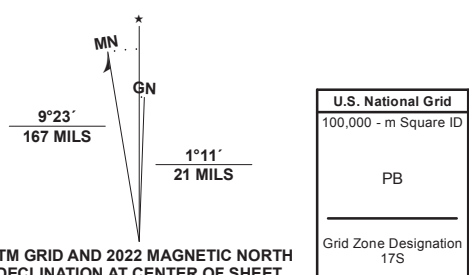 MN
GN
9°23´
167 MILS
1°11´
21 MILS
TM GRID AND 2022 MAGNETIC NORTH
DECLINATION AT CENTER OF SHEET
U.S. National Grid
100,000 - m Square ID
PB
Grid Zone Designation
17S